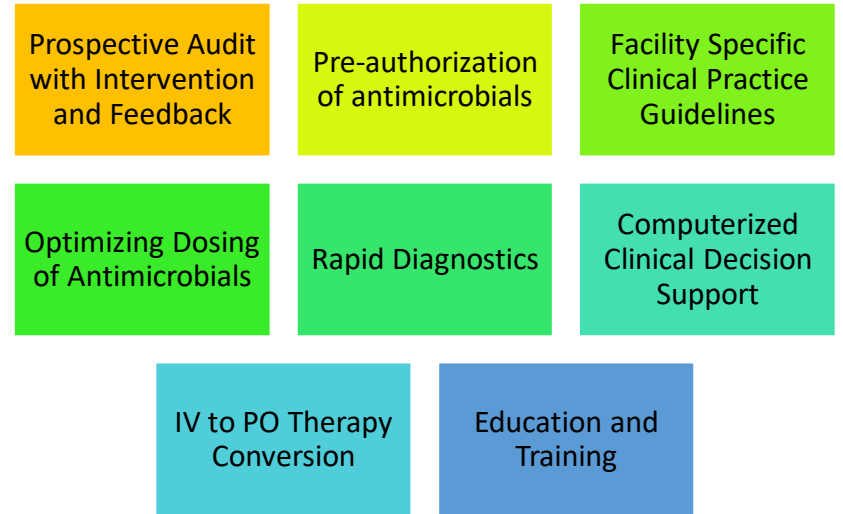 Prospective Audit
with Intervention
and Feedback
Pre-authorization
of antimicrobials
Facility Specific
Clinical Practice
Guidelines
Optimizing Dosing
of Antimicrobials
Rapid Diagnostics
Computerized
Clinical Decision
Support
IV to PO Therapy
Conversion
Education and
Training